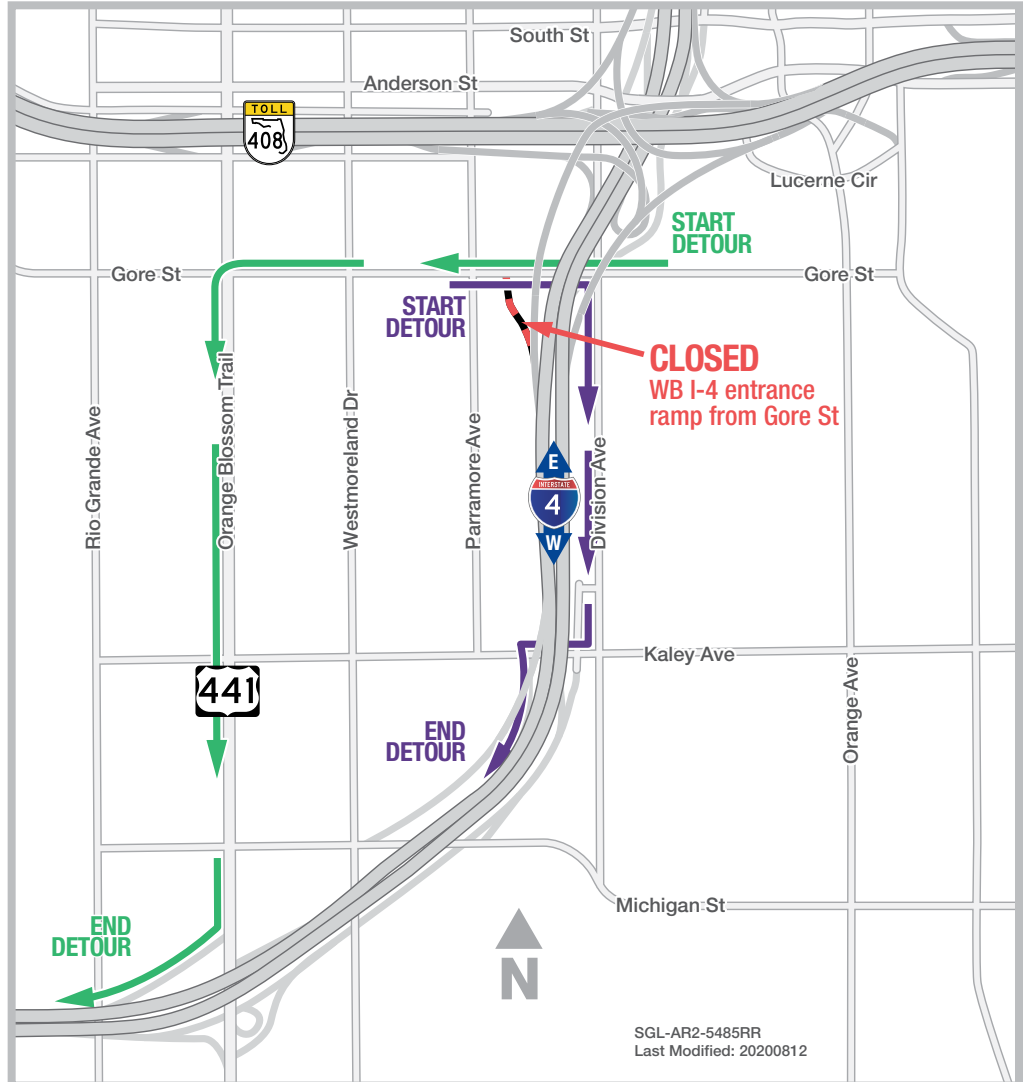 South St
Anderson St
TOLL
408
Lucerne Cir
START
DETOUR
Gore St
Gore St
START
DETOUR
CLOSED
WB I-4 entrance
ramp from Gore St
Rio Grande Ave
Orange Blossom Trail
Westmoreland Dr
Parramore Ave
E
INTERSTATE
4
W
Division Ave
Kaley Ave
441
Orange Ave
END
DETOUR
Michigan St
END
DETOUR
N
SGL-AR2-5485RR
Last Modified: 20200812